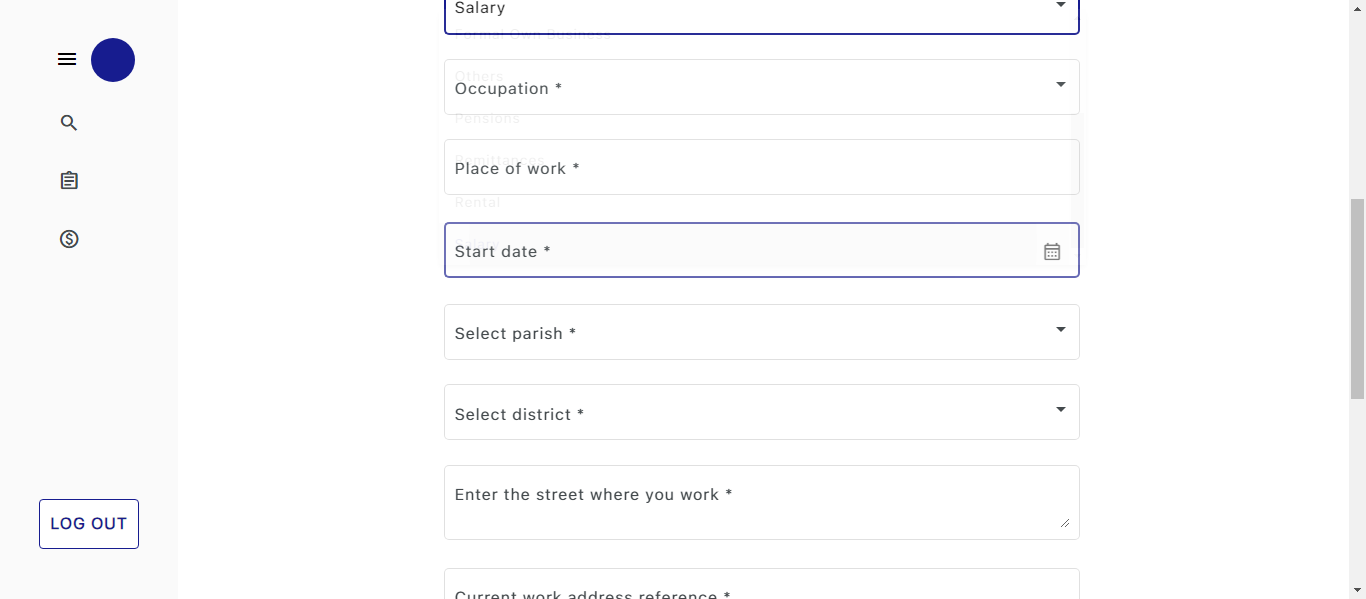 Salary
Formal Own Business
Others
Occupation *
Pensions
Remittances
Place of work *
Rental
Start date *
Select parish *
Select district *
Enter the street where you work *
LOG OUT
Current work address reference *